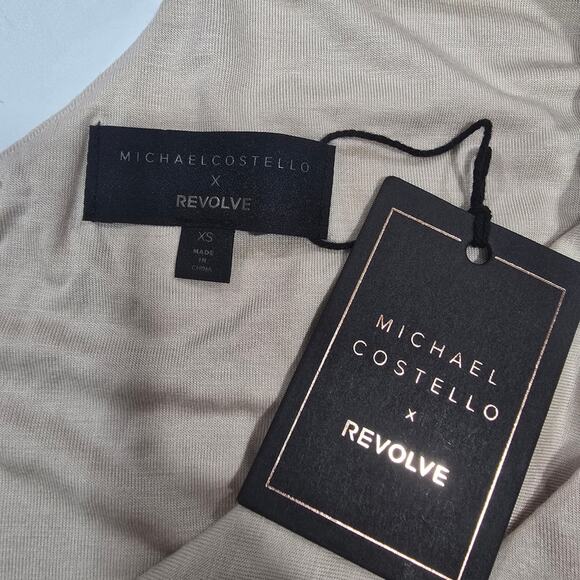 MICHAELCOSTELLO
X
REVOLVE
XS
MADE
IN
CHINA
MICHAEL
COSTELLO
x
REVOLVE